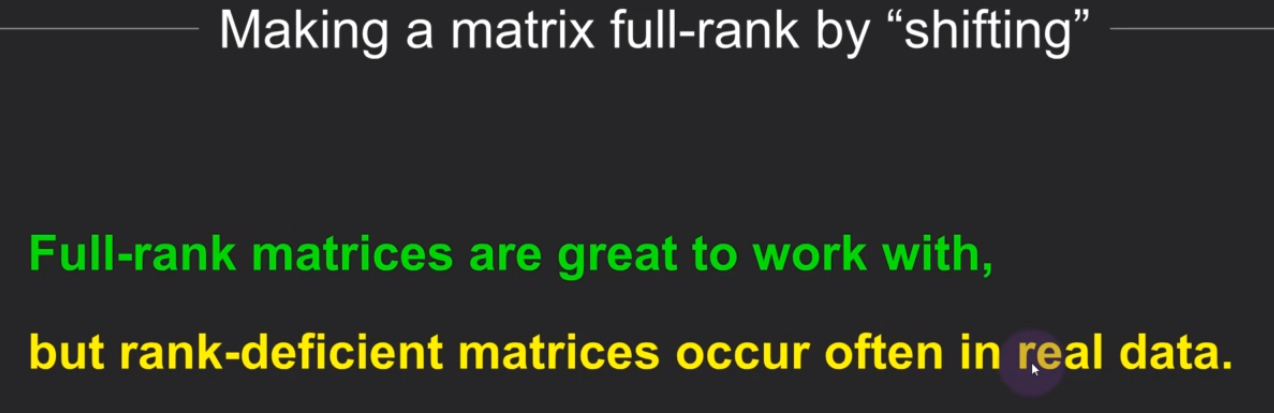 Making a matrix full-rank by “shifting”
Full-rank matrices are great to work with,
but rank-deficient matrices occur often in real data.